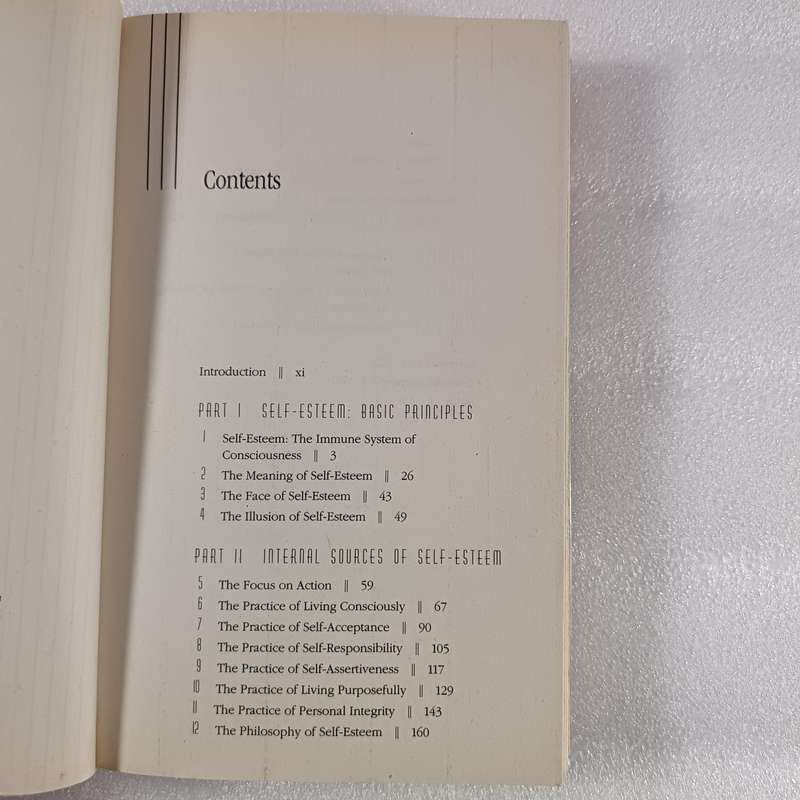 Contents
Introduction || xi
PART I SELF-ESTEEM: BASIC PRINCIPLES
1 Self-Esteem: The Immune System of
Consciousness || 3
2 The Meaning of Self-Esteem || 26
3 The Face of Self-Esteem || 43
4 The Illusion of Self-Esteem || 49
PART II INTERNAL SOURCES OF SELF-ESTEEM
5 The Focus on Action || 59
6 The Practice of Living Consciously || 67
7 The Practice of Self-Acceptance || 90
8 The Practice of Self-Responsibility || 105
9 The Practice of Self-Assertiveness || 117
10 The Practice of Living Purposefully || 129
11 The Practice of Personal Integrity || 143
12 The Philosophy of Self-Esteem || 160